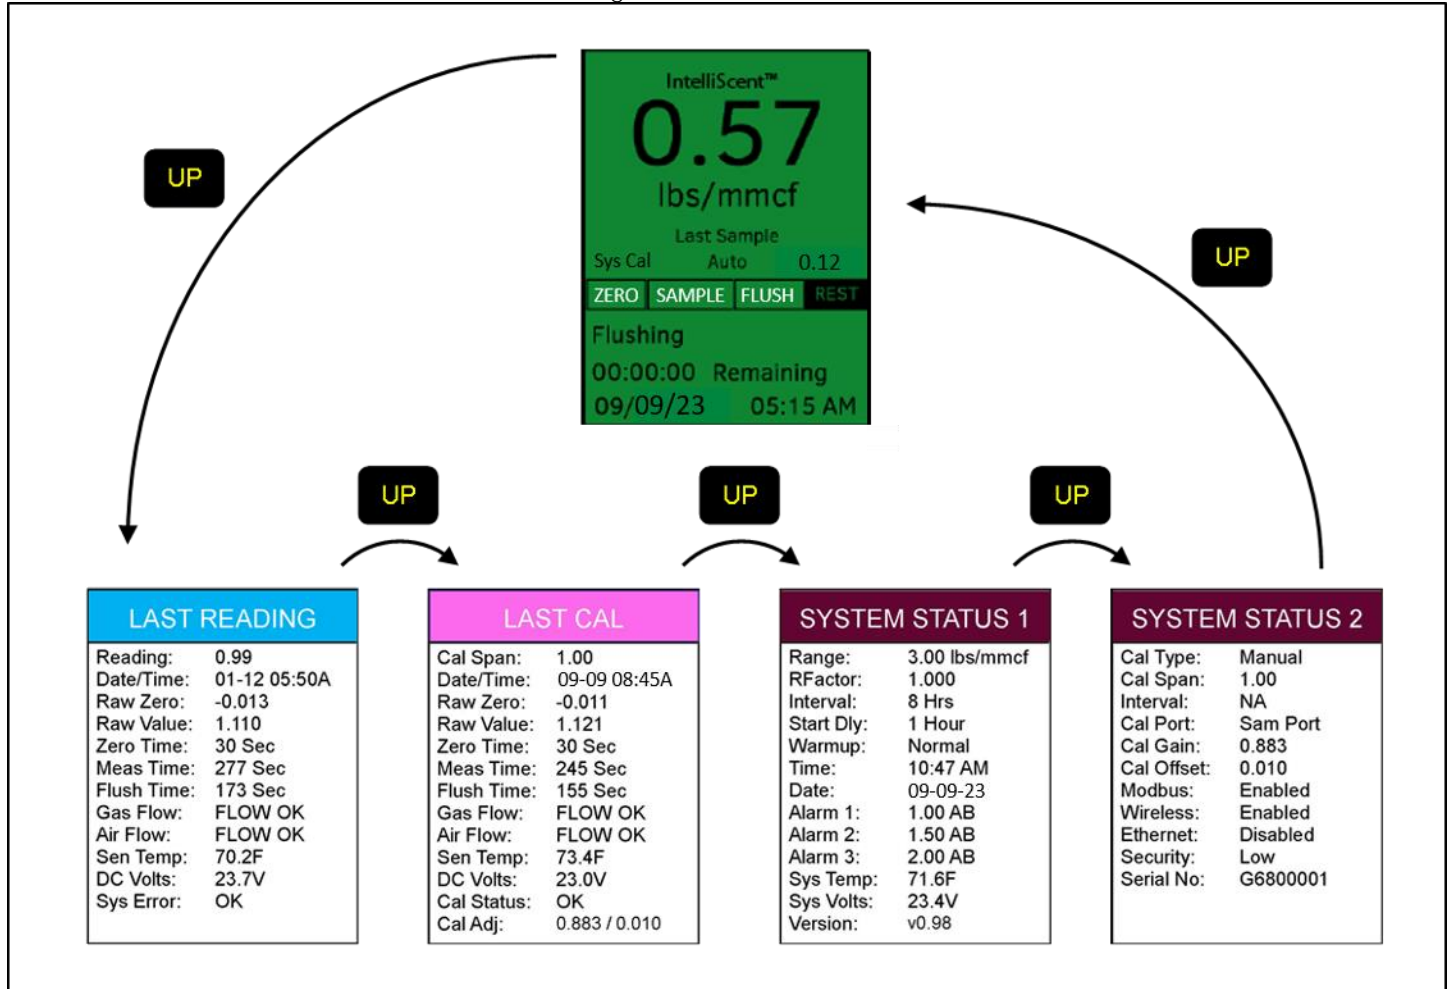 IntelliScent™
0.57
lbs/mmcf
Last Sample
Sys Cal Auto 0.12
ZERO SAMPLE FLUSH REST
Flushing
00:00:00 Remaining
09/09/23 05:15 AM
UP
UP
UP
UP
UP
LAST READING
Reading: 0.99
Date/Time: 01-12 05:50A
Raw Zero: -0.013
Raw Value: 1.110
Zero Time: 30 Sec
Meas Time: 277 Sec
Flush Time: 173 Sec
Gas Flow: FLOW OK
Air Flow: FLOW OK
Sen Temp: 70.2F
DC Volts: 23.7V
Sys Error: OK
LAST CAL
Cal Span: 1.00
Date/Time: 09-09 08:45A
Raw Zero: -0.011
Raw Value: 1.121
Zero Time: 30 Sec
Meas Time: 245 Sec
Flush Time: 155 Sec
Gas Flow: FLOW OK
Air Flow: FLOW OK
Sen Temp: 73.4F
DC Volts: 23.0V
Cal Status: OK
Cal Adj: 0.883 / 0.010
SYSTEM STATUS 1
Range: 3.00 lbs/mmcf
RFactor: 1.000
Interval: 8 Hrs
Start Dly: 1 Hour
Warmup: Normal
Time: 10:47 AM
Date: 09-09-23
Alarm 1: 1.00 AB
Alarm 2: 1.50 AB
Alarm 3: 2.00 AB
Sys Temp: 71.6F
Sys Volts: 23.4V
Version: v0.98
SYSTEM STATUS 2
Cal Type: Manual
Cal Span: 1.00
Interval: NA
Cal Port: Sam Port
Cal Gain: 0.883
Cal Offset: 0.010
Modbus: Enabled
Wireless: Enabled
Ethernet: Disabled
Security: Low
Serial No: G6800001